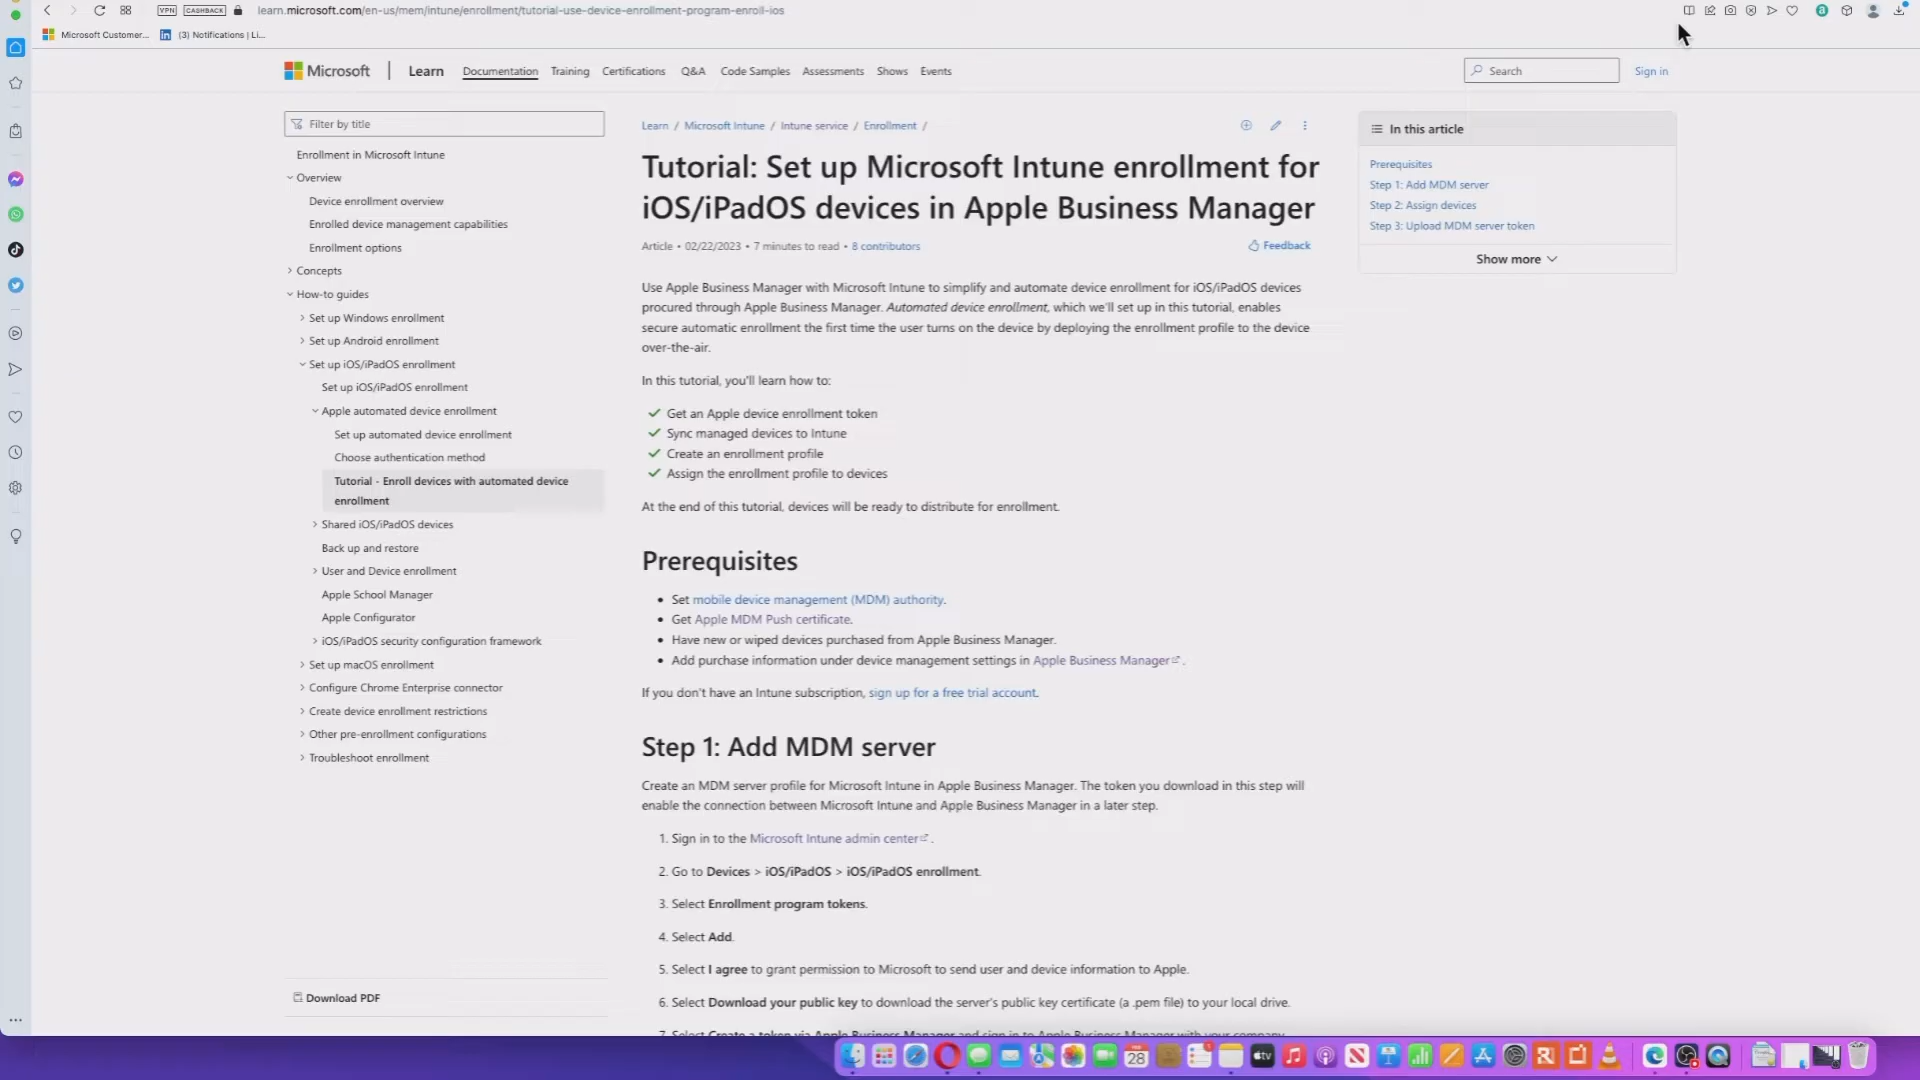 VPN CASHBACK learn.microsoft.com/en-us/mem/intune/enrollment/tutorial-use-device-enrollment-program-enroll-ios
Microsoft Customer... (3) Notifications | Li...
Microsoft | Learn Documentation Training Certifications Q&A Code Samples Assessments Shows Events Search Sign in
Filter by title
Enrollment in Microsoft Intune
Overview
Device enrollment overview
Enrolled device management capabilities
Enrollment options
Concepts
How-to guides
Set up Windows enrollment
Set up Android enrollment
Set up iOS/iPadOS enrollment
Set up iOS/iPadOS enrollment
Apple automated device enrollment
Set up automated device enrollment
Choose authentication method
Tutorial - Enroll devices with automated device
enrollment
Shared iOS/iPadOS devices
Back up and restore
User and Device enrollment
Apple School Manager
Apple Configurator
iOS/iPadOS security configuration framework
Set up macOS enrollment
Configure Chrome Enterprise connector
Create device enrollment restrictions
Other pre-enrollment configurations
Troubleshoot enrollment
Download PDF
Learn / Microsoft Intune / Intune service / Enrollment /
Tutorial: Set up Microsoft Intune enrollment for
iOS/iPadOS devices in Apple Business Manager
Article • 02/22/2023 • 7 minutes to read • 8 contributors Feedback
Use Apple Business Manager with Microsoft Intune to simplify and automate device enrollment for iOS/iPadOS devices
procured through Apple Business Manager. Automated device enrollment, which we'll set up in this tutorial, enables
secure automatic enrollment the first time the user turns on the device by deploying the enrollment profile to the device
over-the-air.
In this tutorial, you'll learn how to:
Get an Apple device enrollment token
Sync managed devices to Intune
Create an enrollment profile
Assign the enrollment profile to devices
At the end of this tutorial, devices will be ready to distribute for enrollment.
Prerequisites
• Set mobile device management (MDM) authority.
• Get Apple MDM Push certificate.
• Have new or wiped devices purchased from Apple Business Manager.
• Add purchase information under device management settings in Apple Business Manager .
If you don't have an Intune subscription, sign up for a free trial account.
Step 1: Add MDM server
Create an MDM server profile for Microsoft Intune in Apple Business Manager. The token you download in this step will
enable the connection between Microsoft Intune and Apple Business Manager in a later step.
1. Sign in to the Microsoft Intune admin center .
2. Go to Devices > iOS/iPadOS > iOS/iPadOS enrollment.
3. Select Enrollment program tokens.
4. Select Add.
5. Select I agree to grant permission to Microsoft to send user and device information to Apple.
6. Select Download your public key to download the server's public key certificate (a .pem file) to your local drive.
7. Select Create a token via Apple Business Manager and sign in to Apple Business Manager with your company
In this article
Prerequisites
Step 1: Add MDM server
Step 2: Assign devices
Step 3: Upload MDM server token
Show more
28
tv